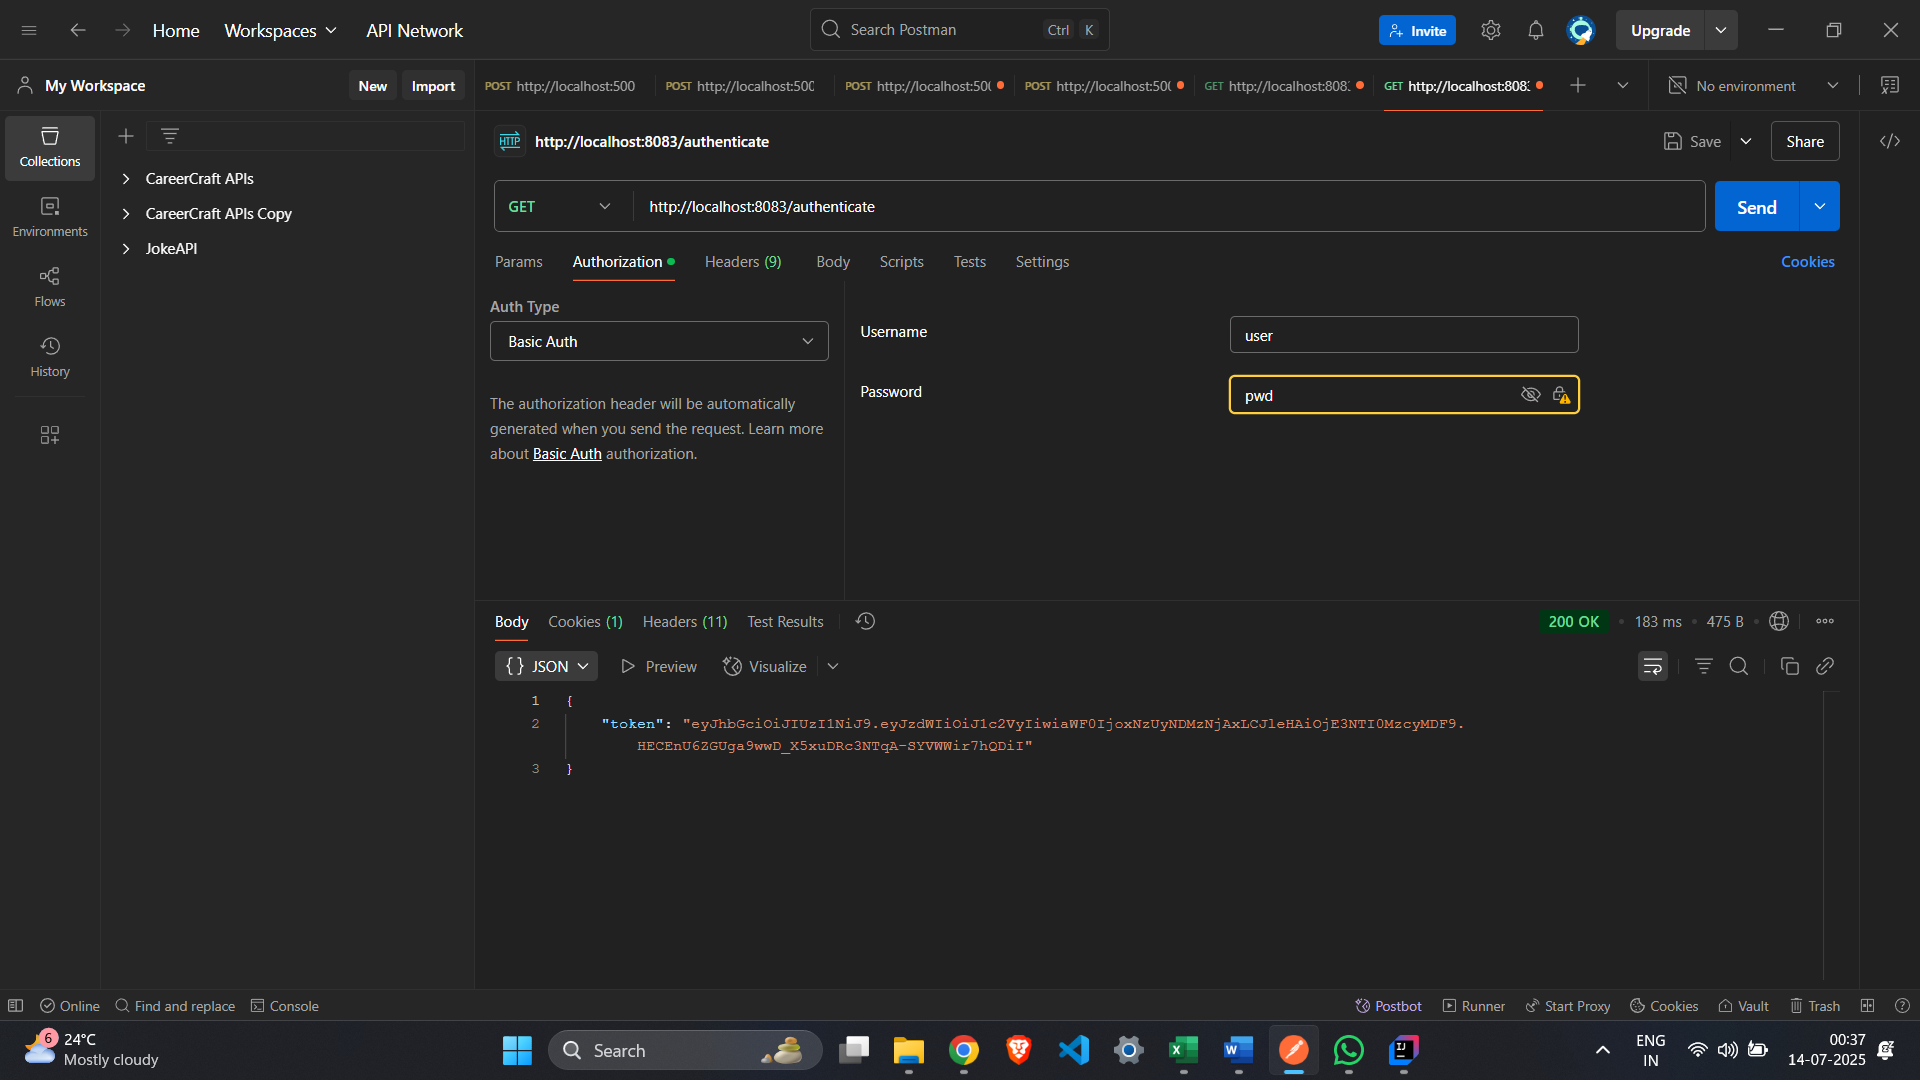 Home
Workspaces
API Network
Search Postman
Ctrl
K
Invite
Upgrade
My Workspace
New
Import
POST http://localhost:500
POST http://localhost:500
POST http://localhost:50(
POST http://localhost:50(
GET http://localhost:808:
GET http://localhost:808:
No environment
Collections
Environments
Flows
History
CareerCraft APIs
CareerCraft APIs Copy
JokeAPI
HTTP
http://localhost:8083/authenticate
Save
Share
GET
http://localhost:8083/authenticate
Send
Params
Authorization
Headers (9)
Body
Scripts
Tests
Settings
Cookies
Auth Type
Basic Auth
The authorization header will be automatically
generated when you send the request. Learn more
about Basic Auth authorization.
Username
user
Password
pwd
Body
Cookies (1)
Headers (11)
Test Results
200 OK
183 ms
475 B
{} JSON
Preview
Visualize
1 {
2 "token": "eyJhbGciOiJIUzI1NiJ9.eyJzdWIiOiJ1c2VyIiwiaWF0IjoxNzUyNDMzNjAxLCJleHAiOjE3NTI0MzcyMDF9.
HECEnU6ZGUga9wwD_X5xuDRc3NTqA-SYVWWir7hQDiI"
3 }
Online
Find and replace
Console
Postbot
Runner
Start Proxy
Cookies
Vault
Trash
6
24°C
Mostly cloudy
Search
ENG
IN
00:37
14-07-2025